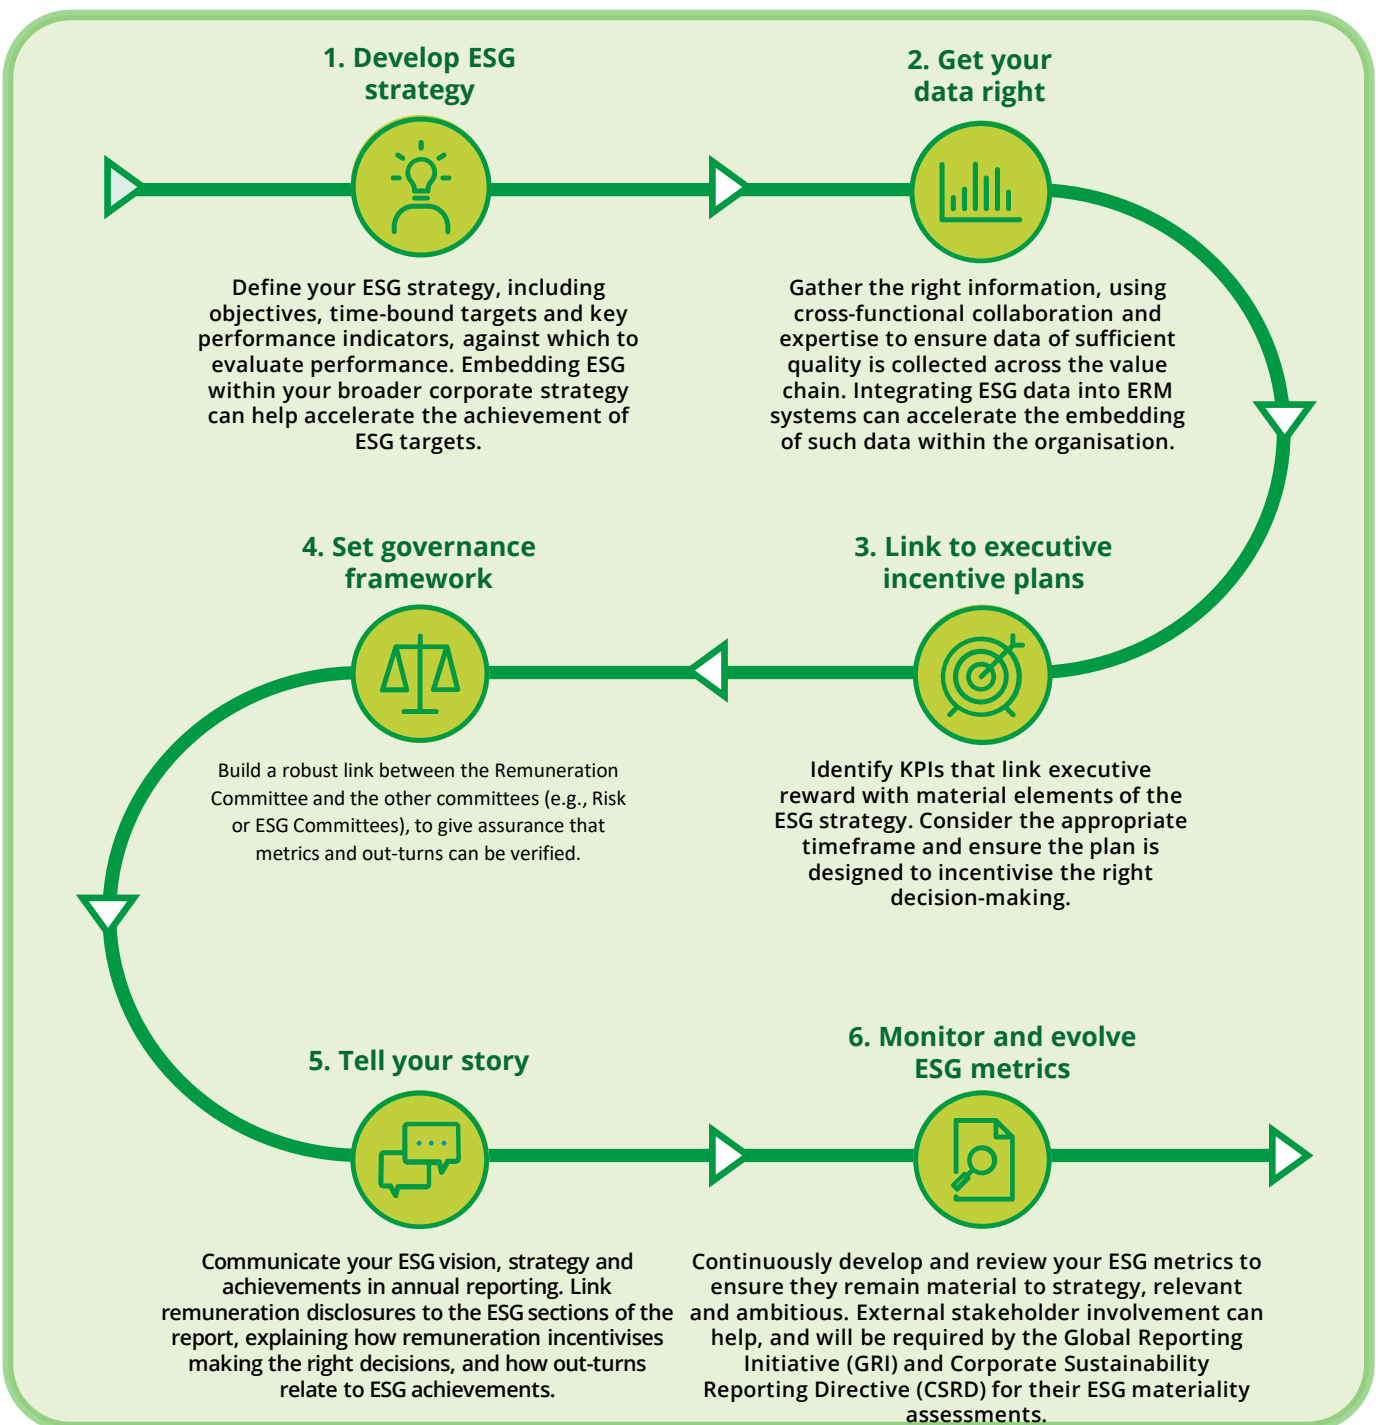 1. Develop ESG
strategy
Define your ESG strategy, including
objectives, time-bound targets and key
performance indicators, against which to
evaluate performance. Embedding ESG
within your broader corporate strategy
can help accelerate the achievement of
ESG targets.
2. Get your
data right
Gather the right information, using
cross-functional collaboration and
expertise to ensure data of sufficient
quality is collected across the value
chain. Integrating ESG data into ERM
systems can accelerate the embedding
of such data within the organisation.
3. Link to executive
incentive plans
Identify KPIs that link executive
reward with material elements of the
ESG strategy. Consider the appropriate
timeframe and ensure the plan is
designed to incentivise the right
decision-making.
4. Set governance
framework
Build a robust link between the Remuneration
Committee and the other committees (e.g., Risk
or ESG Committees), to give assurance that
metrics and out-turns can be verified.
5. Tell your story
Communicate your ESG vision, strategy and
achievements in annual reporting. Link
remuneration disclosures to the ESG sections of the
report, explaining how remuneration incentivises
making the right decisions, and how out-turns
relate to ESG achievements.
6. Monitor and evolve
ESG metrics
Continuously develop and review your ESG metrics to
ensure they remain material to strategy, relevant
and ambitious. External stakeholder involvement can
help, and will be required by the Global Reporting
Initiative (GRI) and Corporate Sustainability
Reporting Directive (CSRD) for their ESG materiality
assessments.